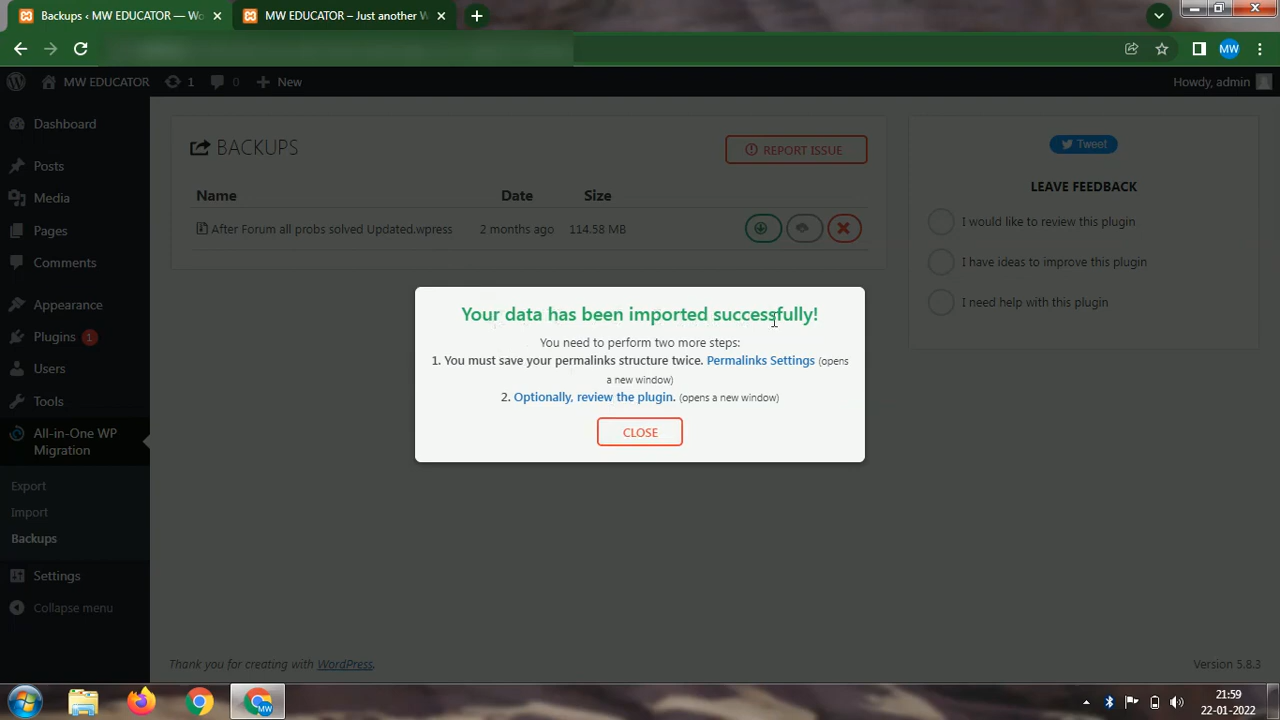 Backups < MW EDUCATOR — Wo
MW EDUCATOR – Just another W
MW
MW EDUCATOR
1
0
New
Howdy, admin
Dashboard
Posts
Media
Pages
Comments
Appearance
Plugins 1
Users
Tools
All-in-One WP
Migration
Export
Import
Backups
Settings
Collapse menu
BACKUPS
REPORT ISSUE
Name Date Size
After Forum all probs solved Updated.wpress 2 months ago 114.58 MB
Tweet
LEAVE FEEDBACK
I would like to review this plugin
I have ideas to improve this plugin
I need help with this plugin
Your data has been imported successfully!
You need to perform two more steps:
1. You must save your permalinks structure twice. Permalinks Settings (opens
a new window)
2. Optionally, review the plugin. (opens a new window)
CLOSE
Thank you for creating with WordPress.
Version 5.8.3
MW
21:59
22-01-2022